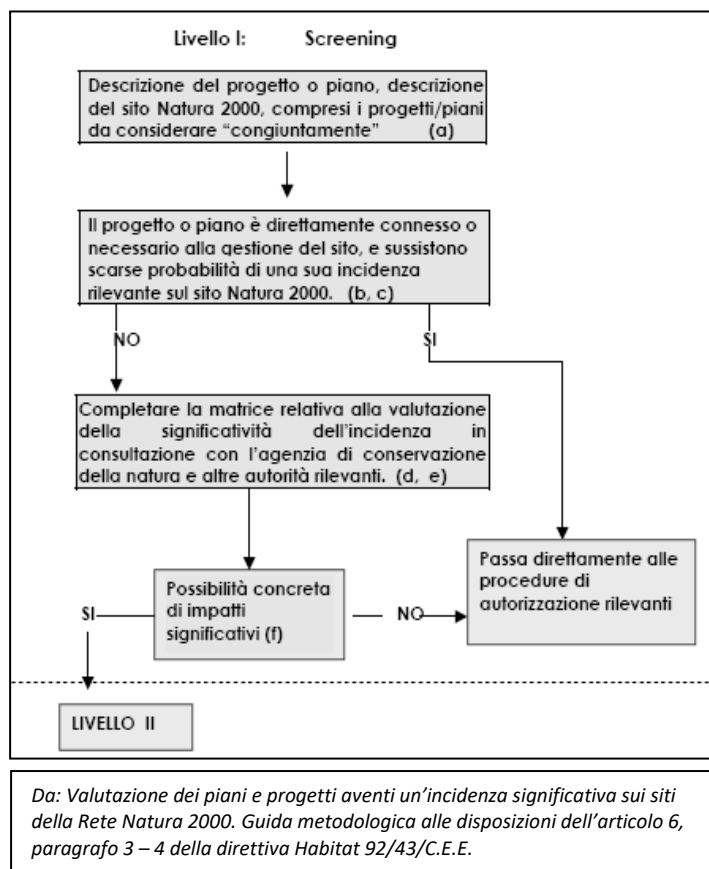 Livello I: Screening
Descrizione del progetto o piano, descrizione
del sito Natura 2000, compresi i progetti/piani
da considerare “congiuntamente” (a)
Il progetto o piano è direttamente connesso o
necessario alla gestione del sito, e sussistono
scarse probabilità di una sua incidenza
rilevante sul sito Natura 2000. (b, c)
NO
SI
Completare la matrice relativa alla valutazione
della significatività dell’incidenza in
consultazione con l’agenzia di conservazione
della natura e altre autorità rilevanti. (d, e)
Possibilità concreta
di impatti
significativi (f)
SI
NO
Passa direttamente alle
procedure di
autorizzazione rilevanti
LIVELLO II
Da: Valutazione dei piani e progetti aventi un’incidenza significativa sui siti
della Rete Natura 2000. Guida metodologica alle disposizioni dell’articolo 6,
paragrafo 3 – 4 della direttiva Habitat 92/43/C.E.E.